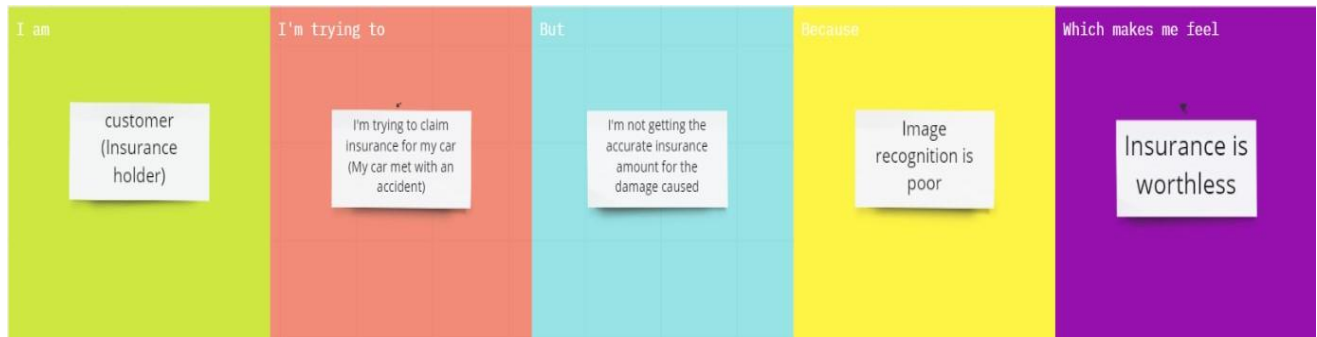 I am
customer
(Insurance
holder)
I'm trying to
I'm trying to claim
insurance for my car
(My car met with an
accident)
But
I'm not getting the
accurate insurance
amount for the
damage caused
Because
Image
recognition is
poor
Which makes me feel
Insurance is
worthless